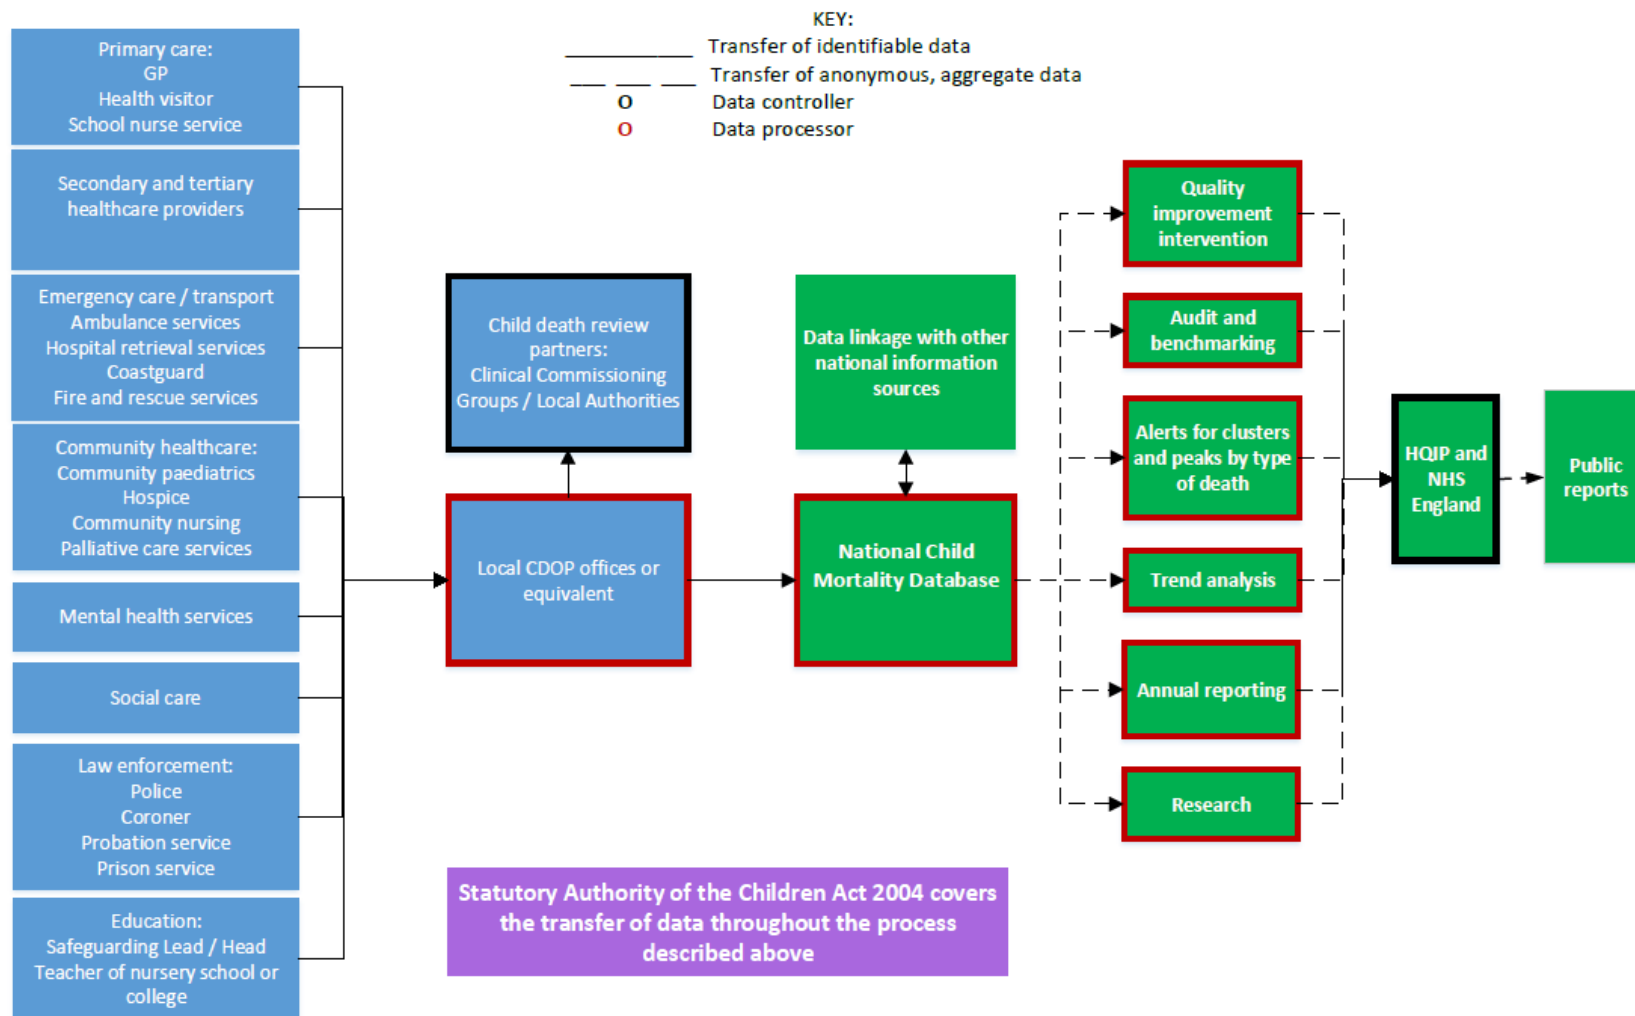 KEY:
Transfer of identifiable data
Transfer of anonymous, aggregate data
O Data controller
O Data processor
Primary care:
GP
Health visitor
School nurse service
Secondary and tertiary
healthcare providers
Emergency care / transport
Ambulance services
Hospital retrieval services
Coastguard
Fire and rescue services
Community healthcare:
Community paediatrics
Hospice
Community nursing
Palliative care services
Mental health services
Social care
Law enforcement:
Police
Coroner
Probation service
Prison service
Education:
Safeguarding Lead / Head
Teacher of nursery school or
college
Child death review
partners:
Clinical Commissioning
Groups / Local Authorities
Local CDOP offices or
equivalent
Data linkage with other
national information
sources
National Child
Mortality Database
Quality
improvement
intervention
Audit and
benchmarking
Alerts for clusters
and peaks by type
of death
Trend analysis
Annual reporting
Research
HQIP and
NHS
England
Public
reports
Statutory Authority of the Children Act 2004 covers
the transfer of data throughout the process
described above